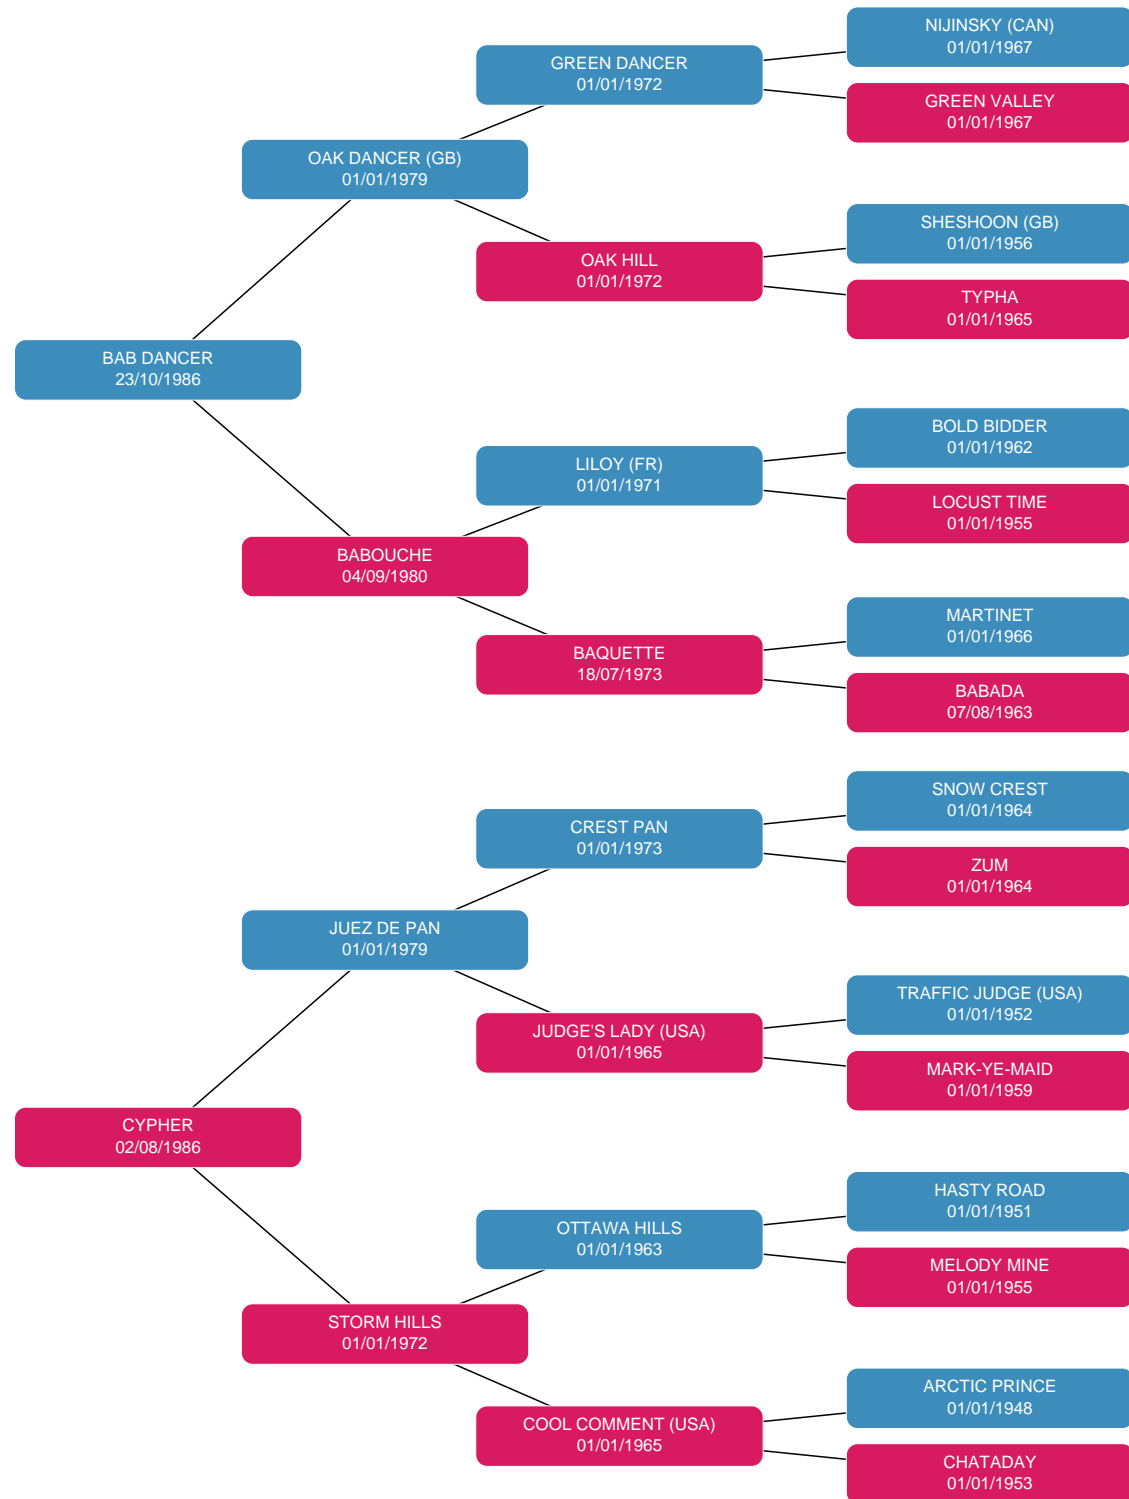 NIJINSKY (CAN)
01/01/1967
GREEN DANCER
01/01/1972
GREEN VALLEY
01/01/1967
OAK DANCER (GB)
01/01/1979
SHESHOON (GB)
01/01/1956
OAK HILL
01/01/1972
TYPHA
01/01/1965
BAB DANCER
23/10/1986
BOLD BIDDER
01/01/1962
LILOY (FR)
01/01/1971
LOCUST TIME
01/01/1955
BABOUCHE
04/09/1980
MARTINET
01/01/1966
BAQUETTE
18/07/1973
BABADA
07/08/1963
SNOW CREST
01/01/1964
CREST PAN
01/01/1973
ZUM
01/01/1964
JUEZ DE PAN
01/01/1979
TRAFFIC JUDGE (USA)
01/01/1952
JUDGE'S LADY (USA)
01/01/1965
MARK-YE-MAID
01/01/1959
CYPHER
02/08/1986
HASTY ROAD
01/01/1951
OTTAWA HILLS
01/01/1963
MELODY MINE
01/01/1955
STORM HILLS
01/01/1972
ARCTIC PRINCE
01/01/1948
COOL COMMENT (USA)
01/01/1965
CHATADAY
01/01/1953